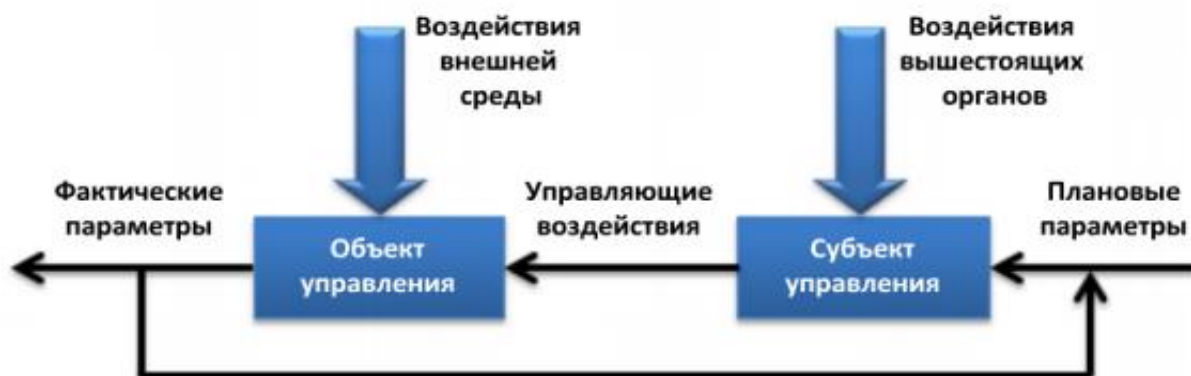 Воздействия
внешней
среды
Воздействия
вышестоящих
органов
Фактические
параметры
Управляющие
воздействия
Плановые
параметры
Объект
управления
Субъект
управления